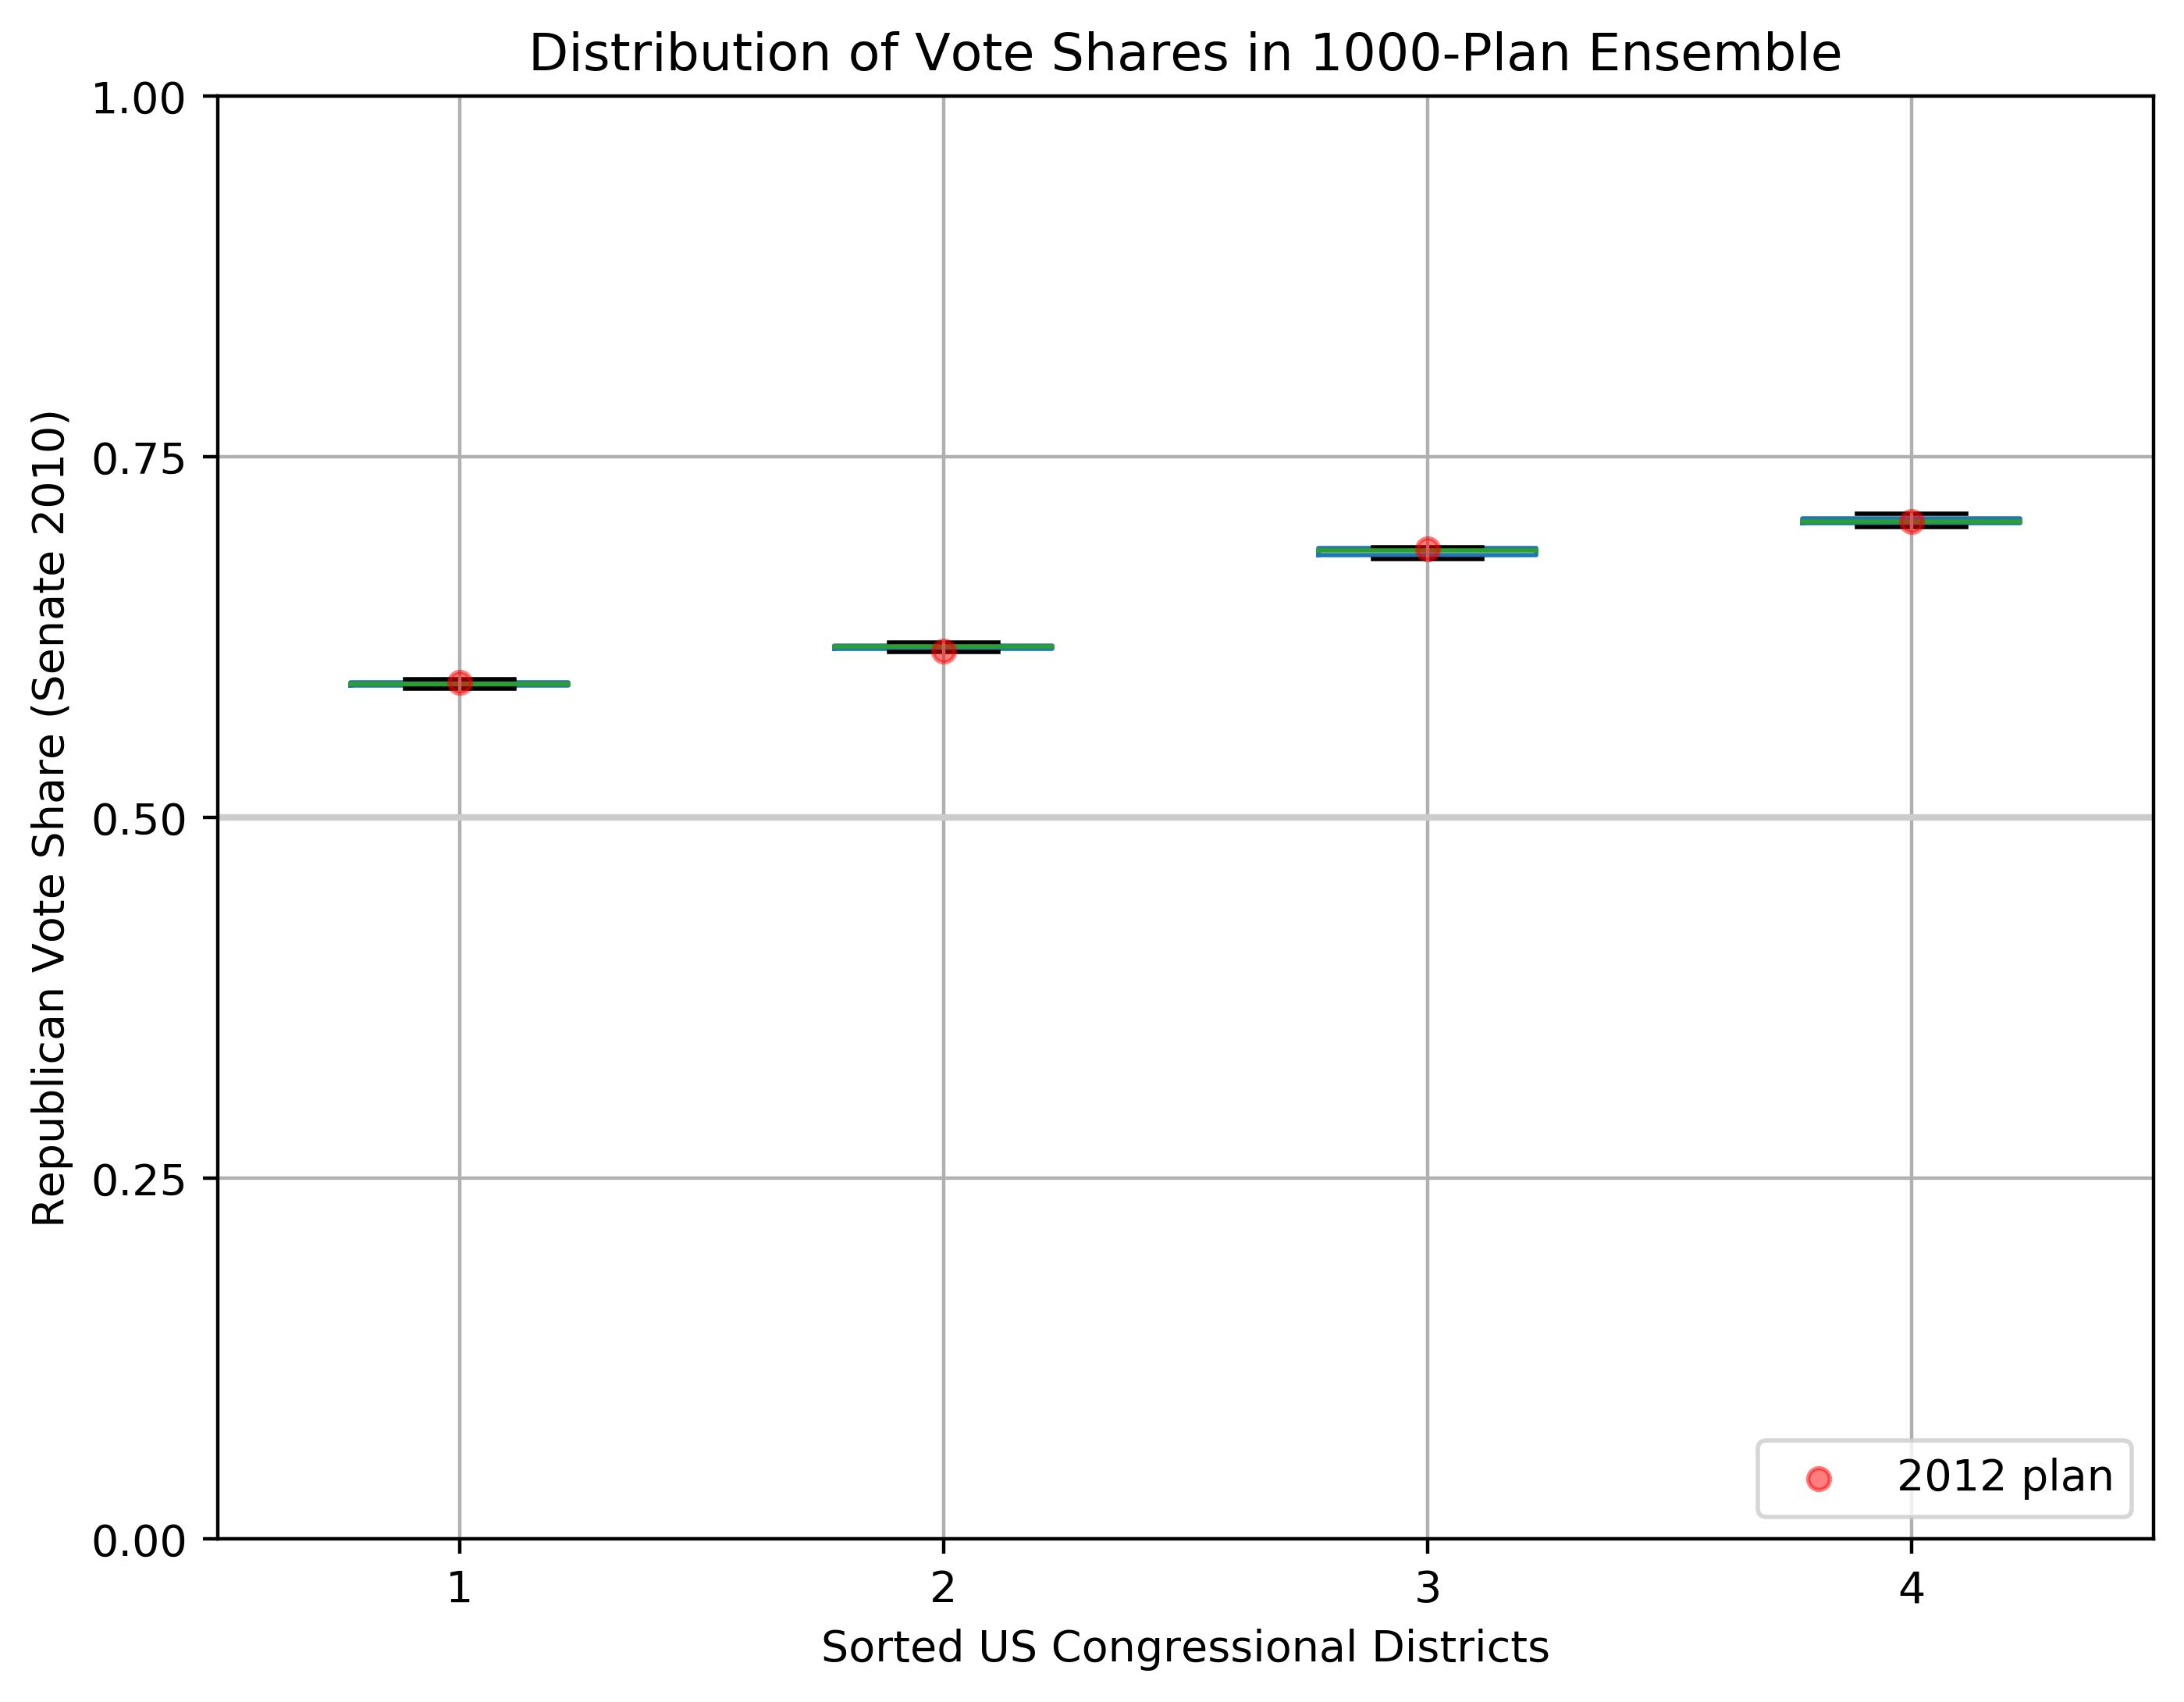 Distribution of Vote Shares in 1000-Plan Ensemble
1.00
0.75
0.50
0.25
0.00
Republican Vote Share (Senate 2010)
1
2
3
4
Sorted US Congressional Districts
2012 plan